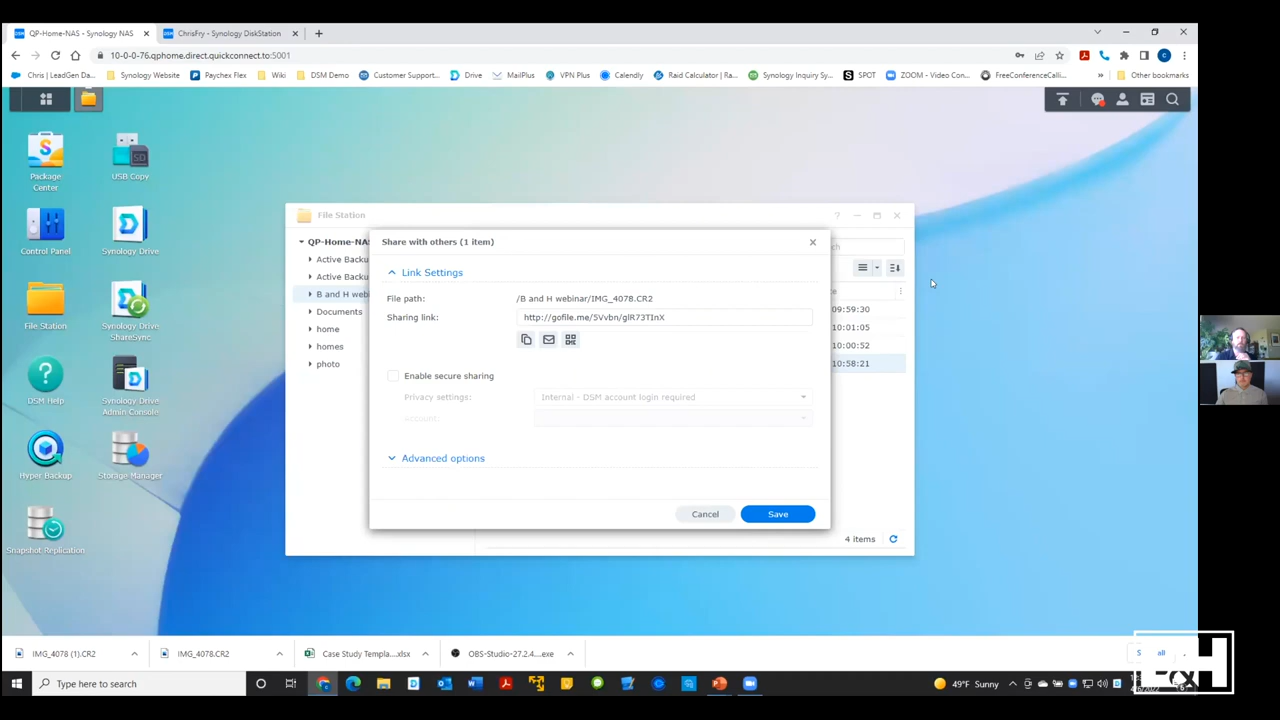 QP-Home-NAS - Synology NAS
ChrisFry - Synology DiskStation
10-0-0-76.qphome.direct.quickconnect.to:5001
Chris | LeadGen Da...
Synology Website
Paychex Flex
Wiki
DSM Demo
Customer Support...
Drive
MailPlus
VPN Plus
Calendly
Raid Calculator | Ra...
Synology Inquiry Sy...
SPOT
ZOOM - Video Con...
FreeConferenceCalli...
Other bookmarks
Package
Center
USB Copy
Control Panel
Synology Drive
File Station
Synology Drive
ShareSync
DSM Help
Synology Drive
Admin Console
Hyper Backup
Storage Manager
Snapshot Replication
File Station
QP-Home-NAS
Active Backu
Active Backu
B and H webi
Documents
home
homes
photo
09:59:30
10:01:05
10:00:52
10:58:21
4 items
Share with others (1 item)
Link Settings
File path:
/B and H webinar/IMG_4078.CR2
Sharing link:
http://gofile.me/5Vvbn/glR73TInX
Enable secure sharing
Privacy settings:
Internal - DSM account login required
Account:
Advanced options
Cancel
Save
IMG_4078 (1).CR2
IMG_4078.CR2
Case Study Templa....xlsx
OBS-Studio-27.2.4....exe
Type here to search
49°F Sunny
B&H